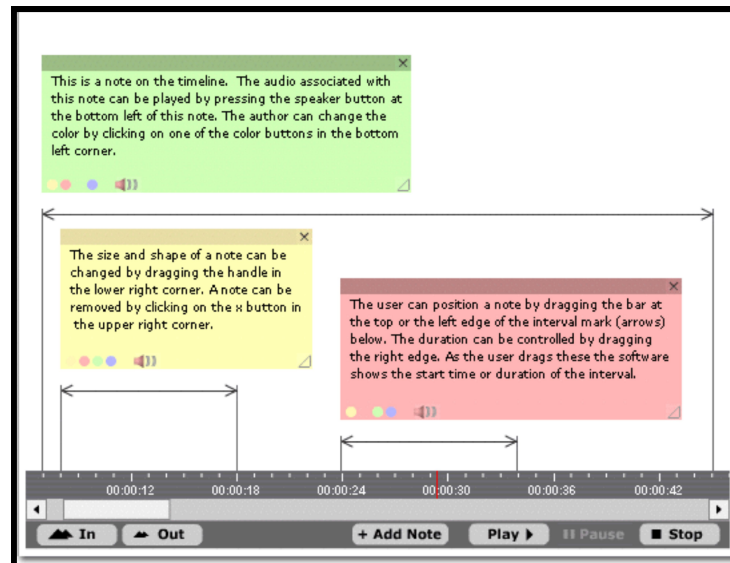 This is a note on the timeline. The audio associated with
this note can be played by pressing the speaker button at
the bottom left of this note. The author can change the
color by clicking on one of the color buttons in the bottom
left corner.
The size and shape of a note can be
changed by dragging the handle in
the lower right corner. A note can be
removed by clicking on the x button in
the upper right corner.
The user can position a note by dragging the bar at
the top or the left edge of the interval mark (arrows)
below. The duration can be controlled by dragging
the right edge. As the user drags these the software
shows the start time or duration of the interval.
00:00:12 00:00:18 00:00:24 00:00:30 00:00:36 00:00:42
In Out + Add Note Play Pause Stop